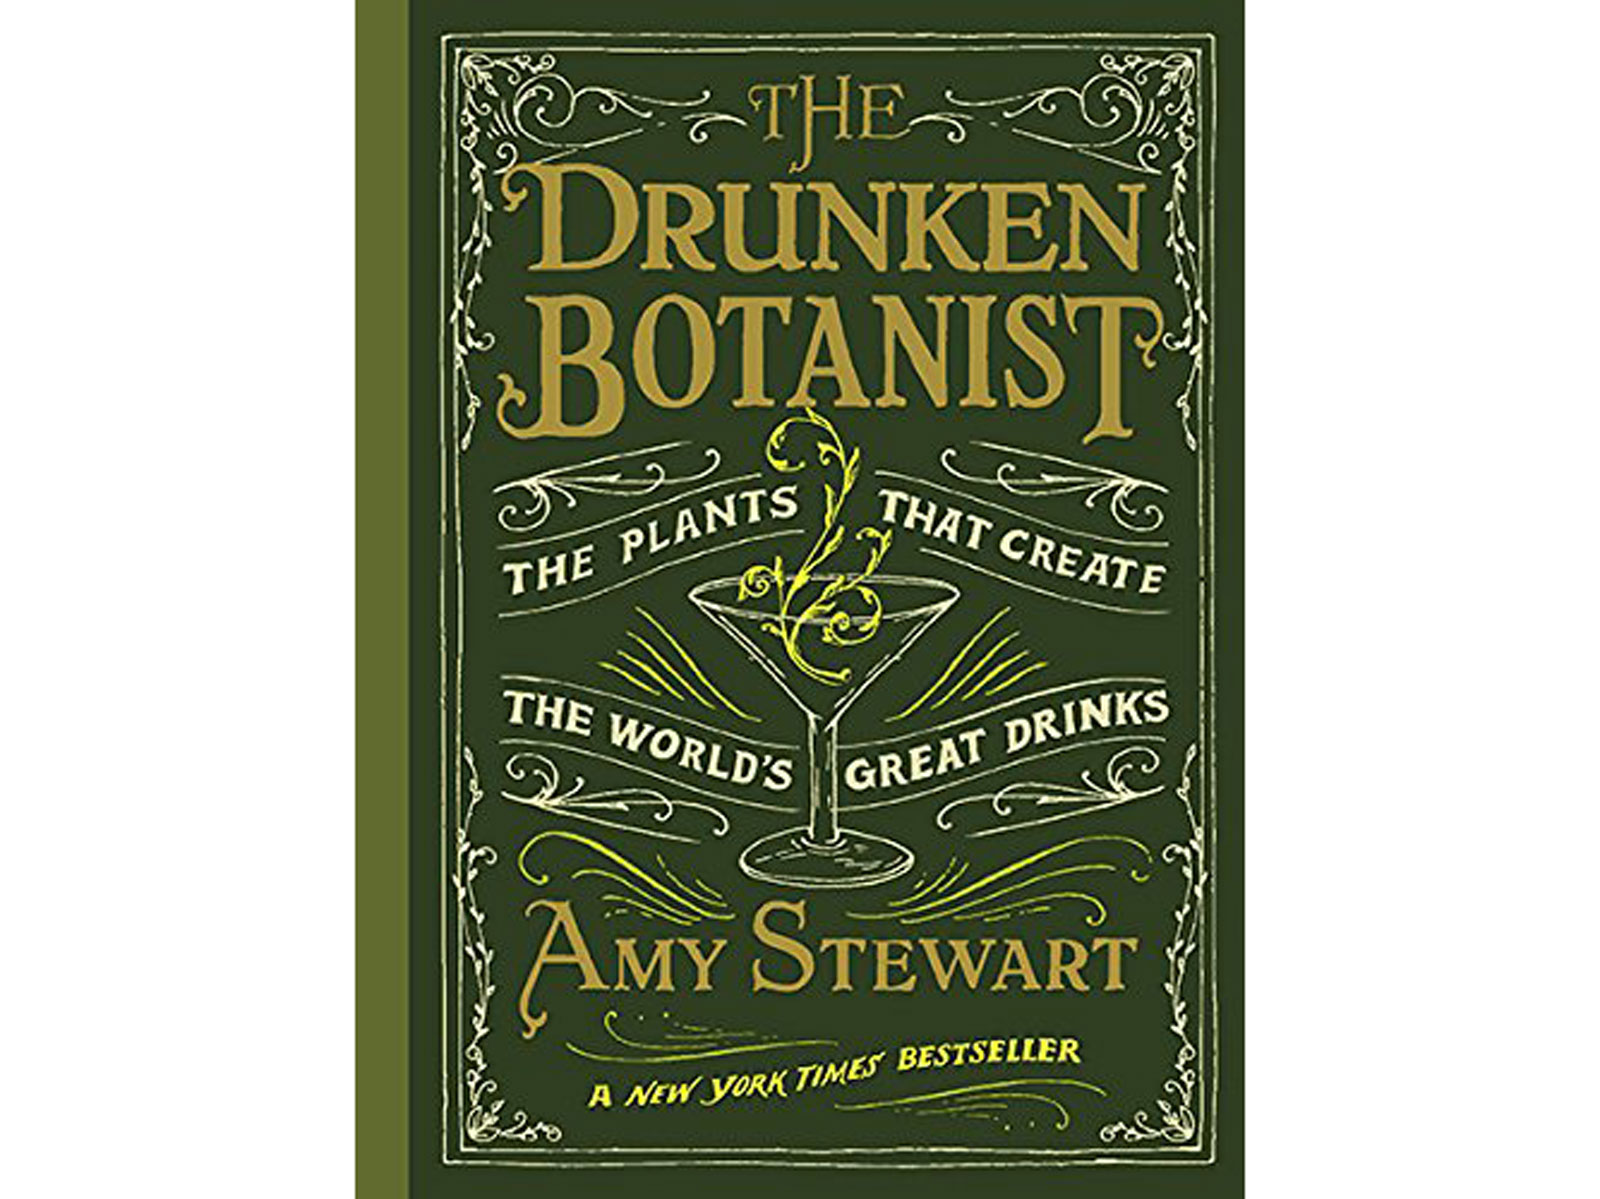 THE
DRUNKEN
BOTANIST
THE PLANTS THAT CREATE
THE WORLD'S GREAT DRINKS
AMY STEWART
A NEW YORK TIMES BESTSELLER